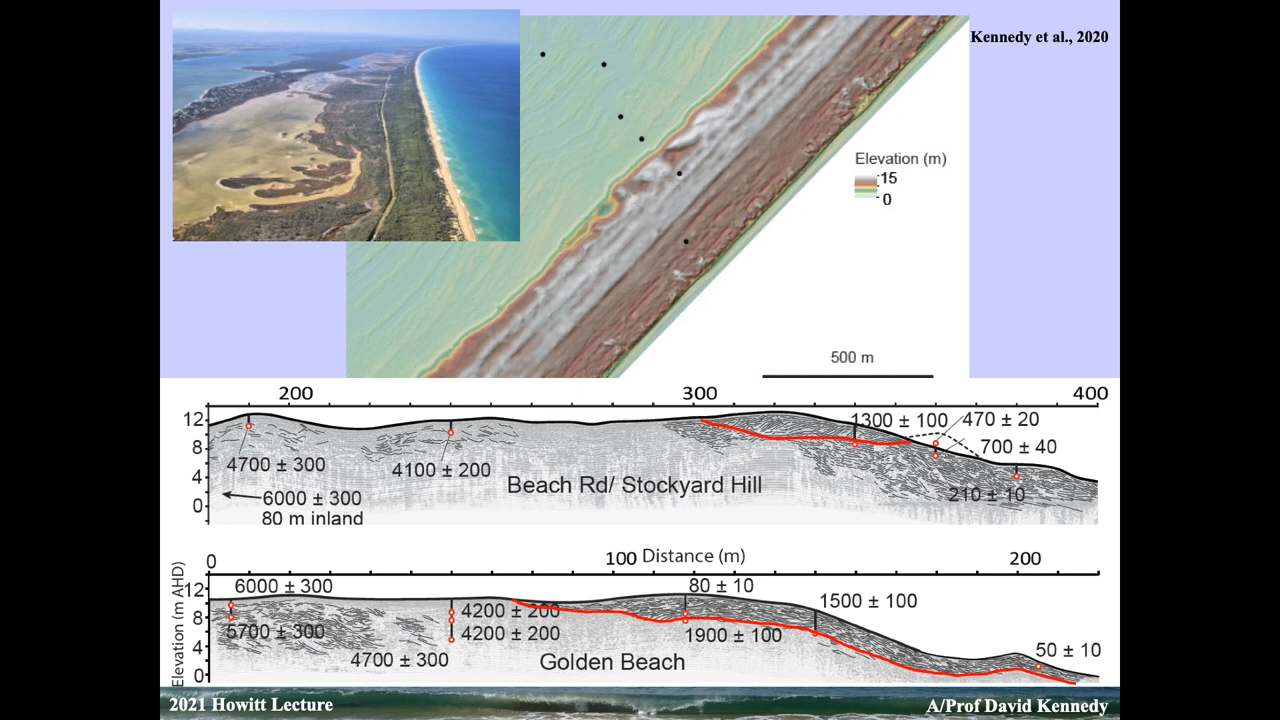 Kennedy et al., 2020
Elevation (m)
15
0
500 m
200 300 400
12
8
4
0
1300 ± 100
470 ± 20
700 ± 40
4700 ± 300
4100 ± 200
6000 ± 300
80 m inland
Beach Rd/ Stockyard Hill
210 ± 10
0 100 Distance (m) 200
Elevation (m AHD)
12
8
4
0
6000 ± 300
80 ± 10
1500 ± 100
4200 ± 200
5700 ± 300
4200 ± 200
1900 ± 100
4700 ± 300
Golden Beach
50 ± 10
2021 Howitt Lecture
A/Prof David Kennedy